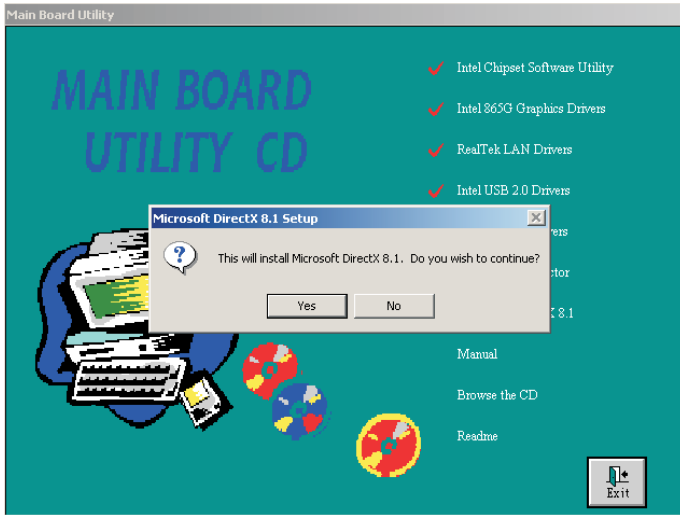 Main Board Utility
MAIN BOARD
UTILITY CD
Intel Chipset Software Utility
Intel 865G Graphics Drivers
RealTek LAN Drivers
Intel USB 2.0 Drivers
Microsoft DirectX 8.1 Setup
This will install Microsoft DirectX 8.1. Do you wish to continue?
Yes
No
8.1
Manual
Browse the CD
Readme
Exit